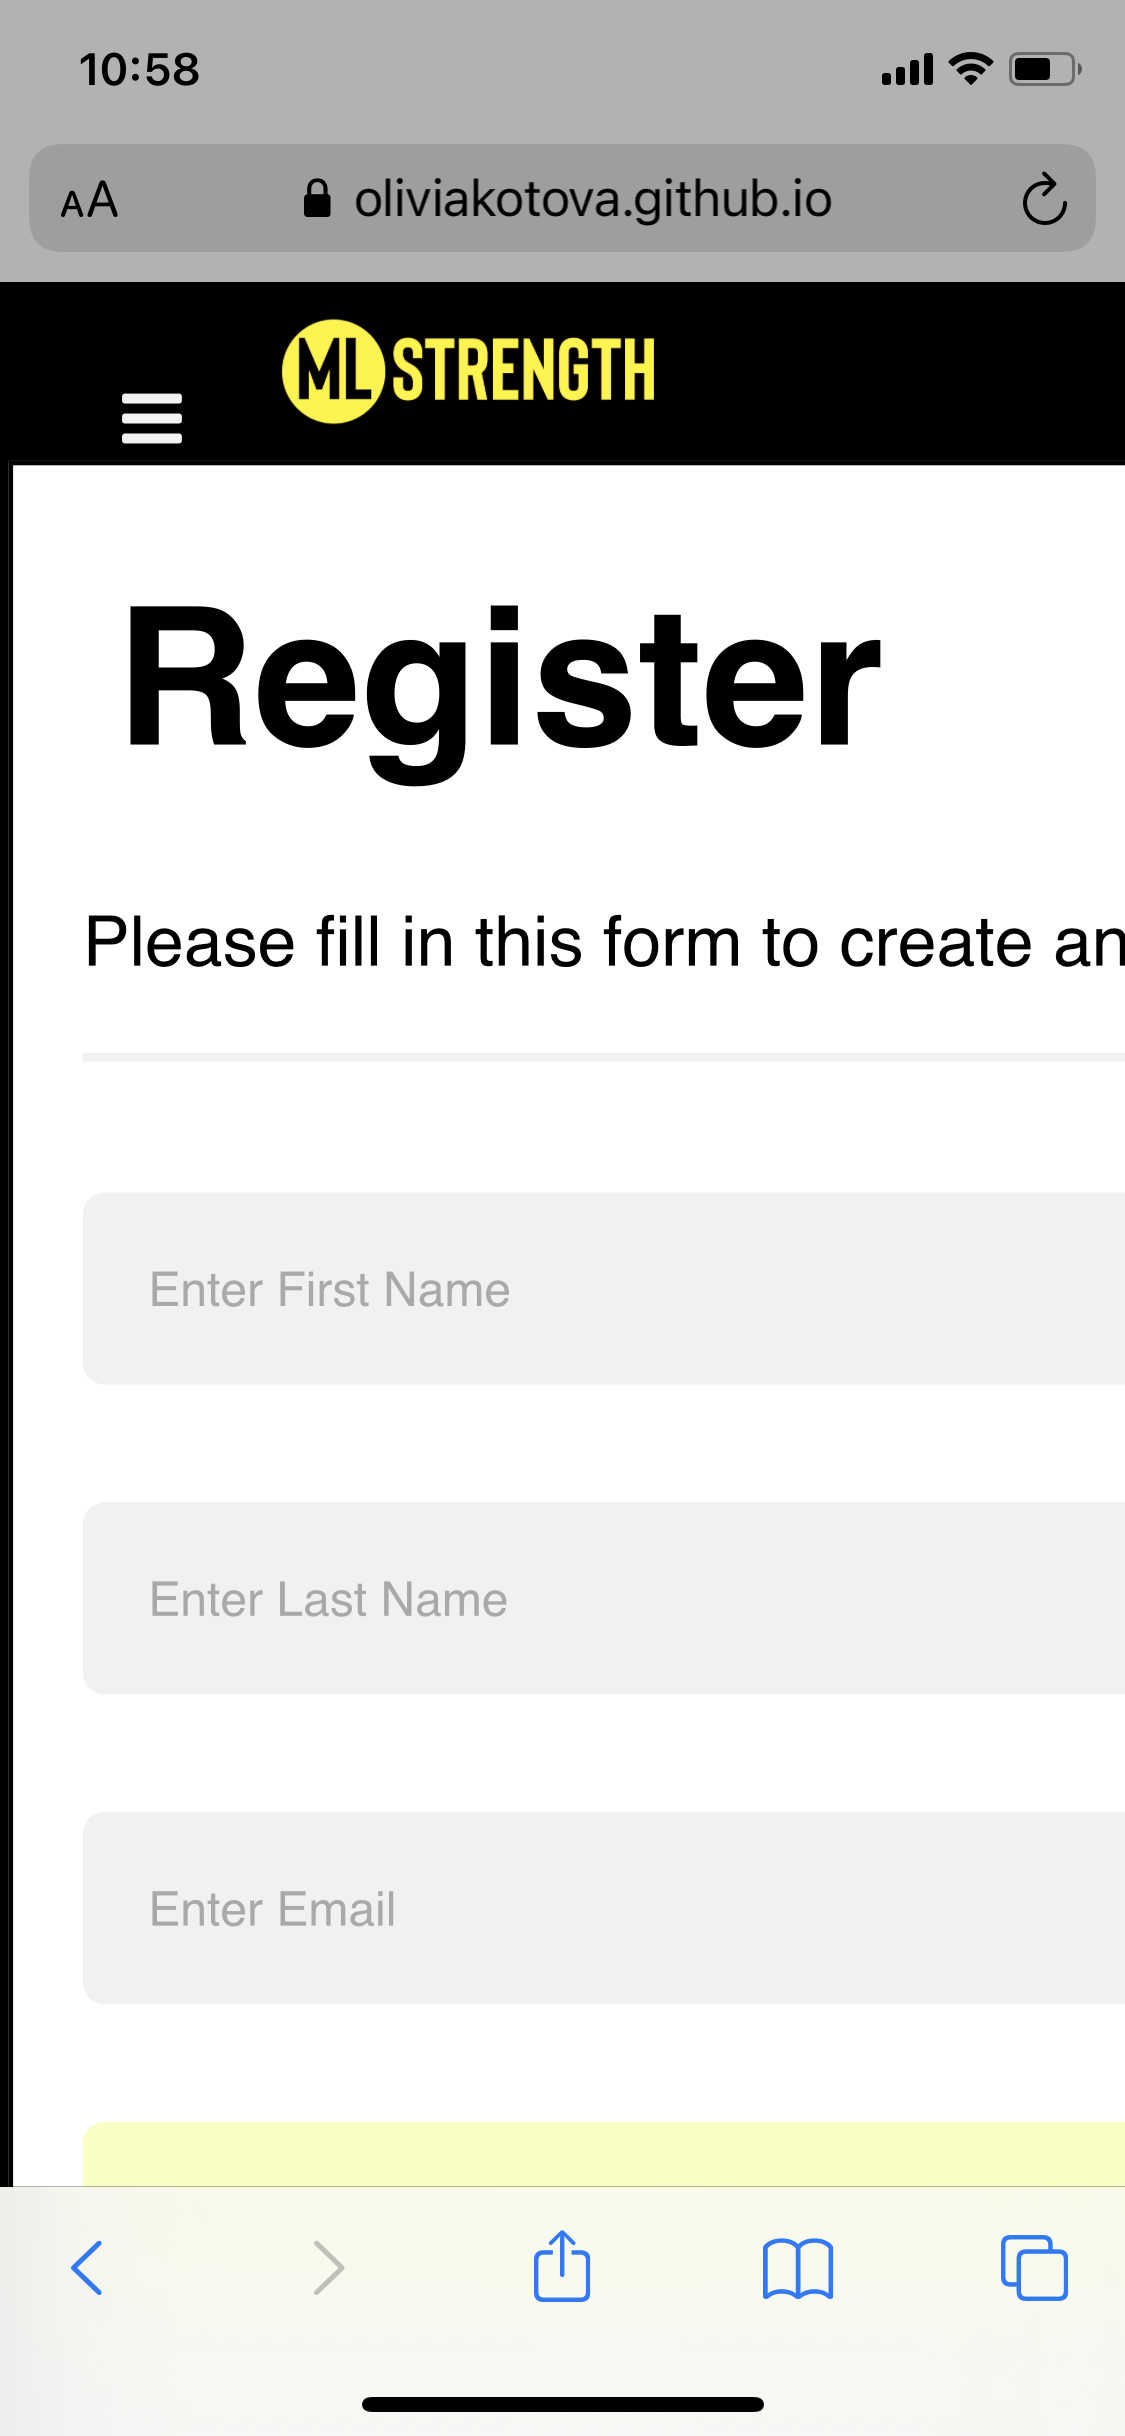 10:58
AA oliviakotova.github.io
ML STRENGTH
Register
Please fill in this form to create an
Enter First Name
Enter Last Name
Enter Email